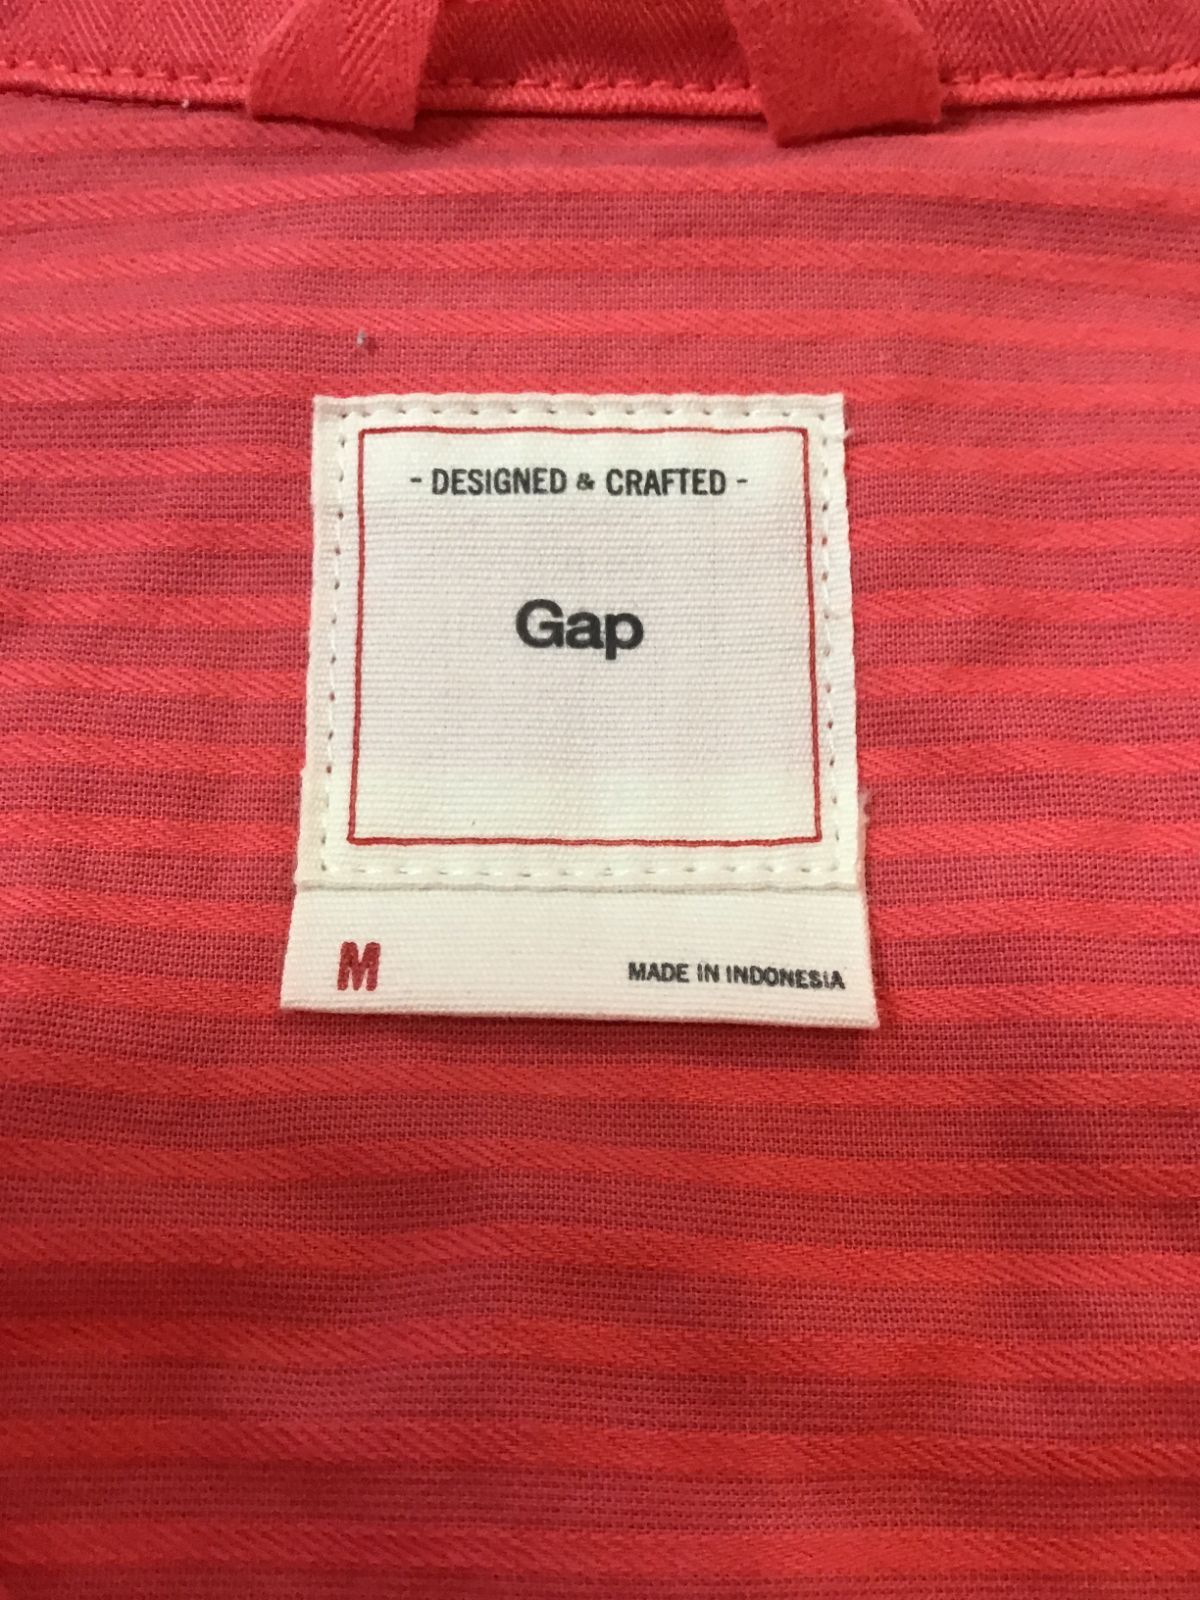 - DESIGNED & CRAFTED -
Gap
M
MADE IN INDONESIA